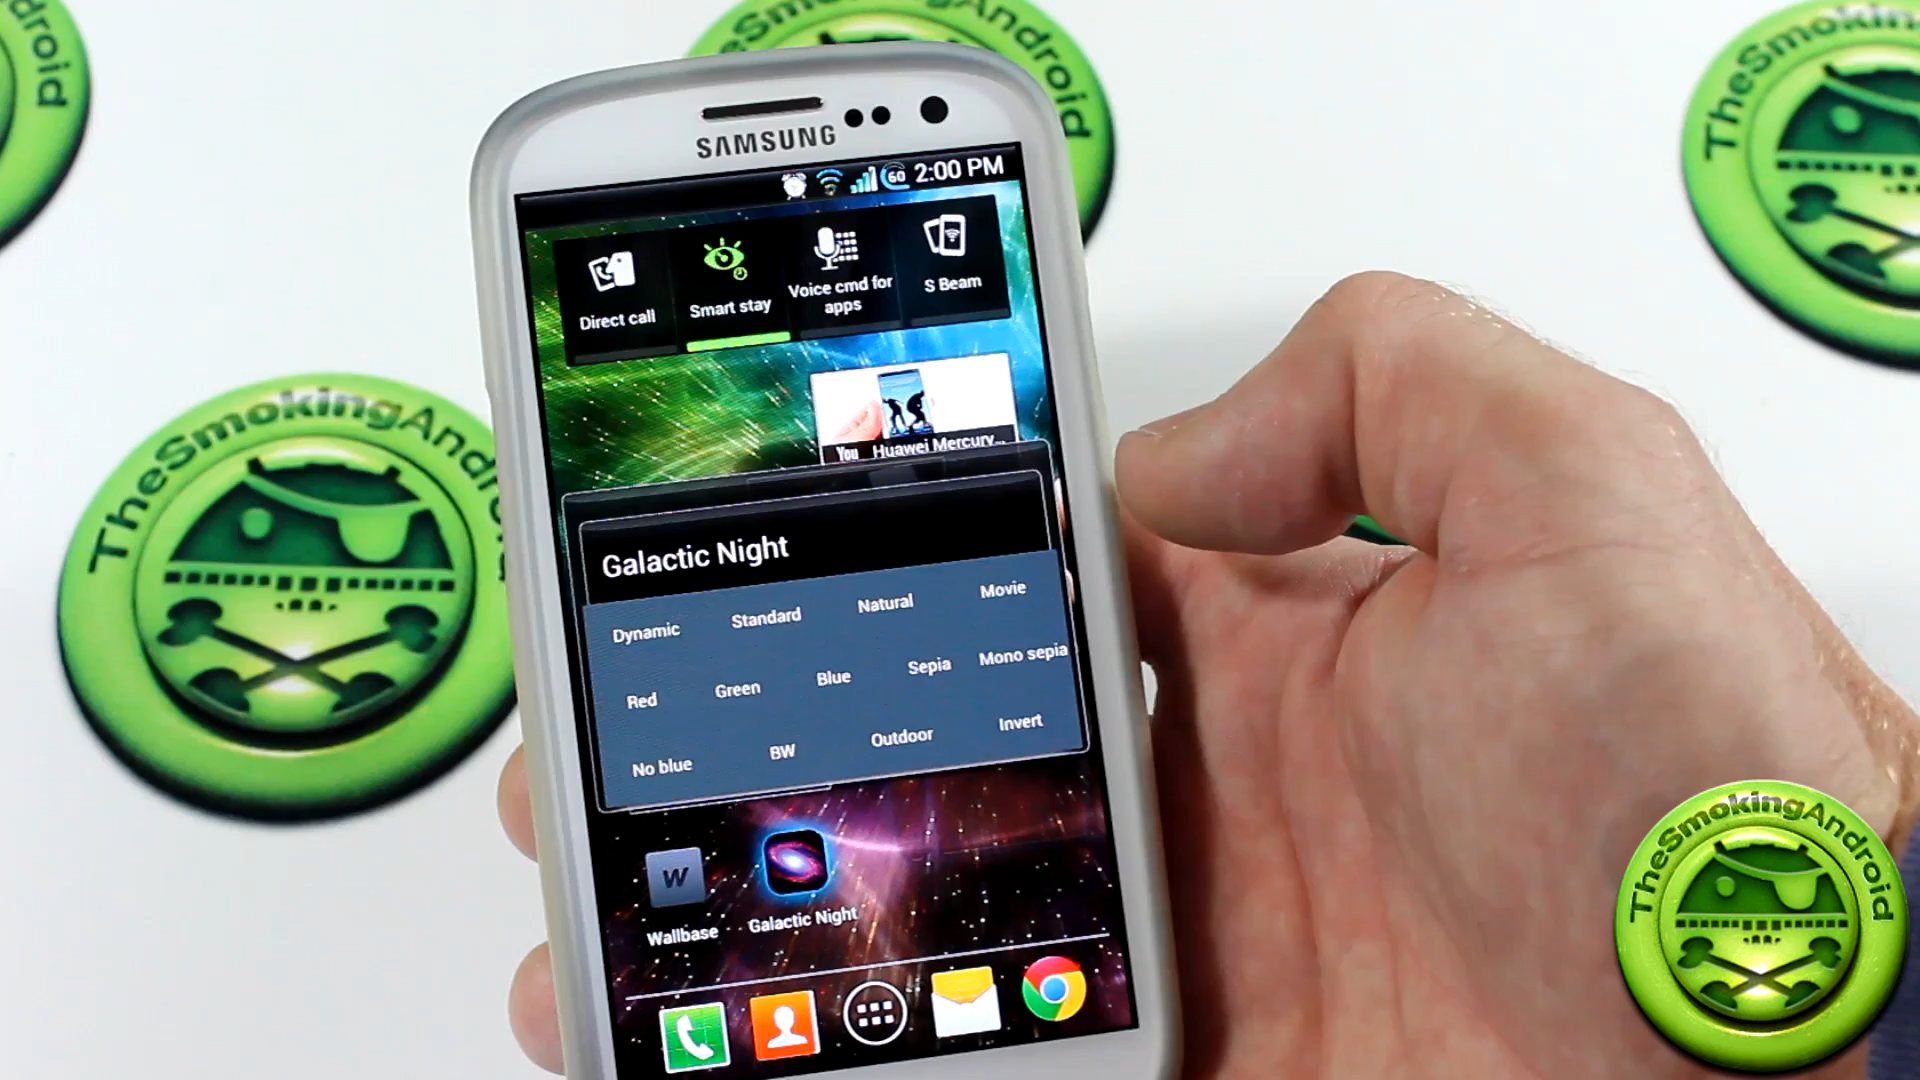 TheSmokingAndroid
TheSmokingAndroid
SAMSUNG
60 2:00 PM
Direct call
Smart stay
Voice cmd for
apps
S Beam
You Huawei Mercury...
Galactic Night
Dynamic Standard Natural Movie
Red Green Blue Sepia Mono sepia
No blue BW Outdoor Invert
W
Wallbase
Galactic Night
TheSmokingAndroid